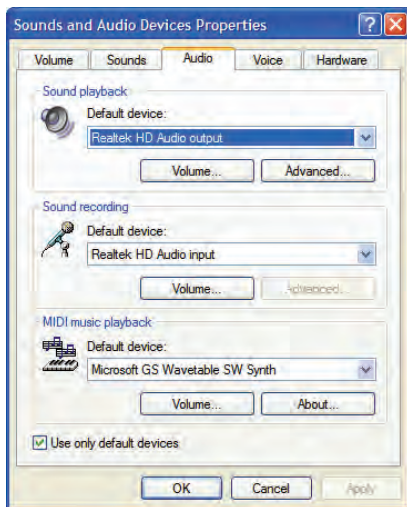 Sounds and Audio Devices Properties
Volume Sounds Audio Voice Hardware
Sound playback
Default device:
Realtek HD Audio output
Volume... Advanced...
Sound recording
Default device:
Realtek HD Audio input
Volume... Advanced...
MIDI music playback
Default device:
Microsoft GS Wavetable SW Synth
Volume... About...
Use only default devices
OK Cancel Apply